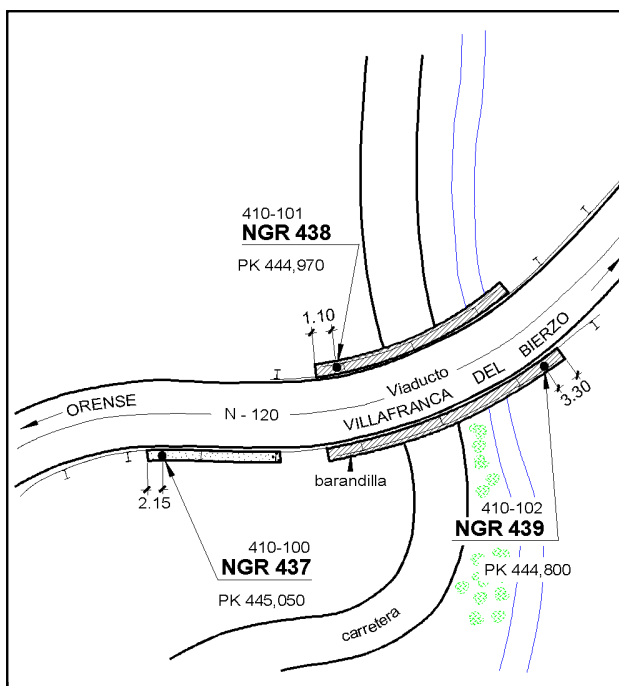 410-101
NGR 438
PK 444,970
1.10
ORENSE
N - 120
Viaducto
VILLAFRANCA DEL BIERZO
3.30
barandilla
2.15
410-100
NGR 437
PK 445,050
410-102
NGR 439
PK 444,800
carretera